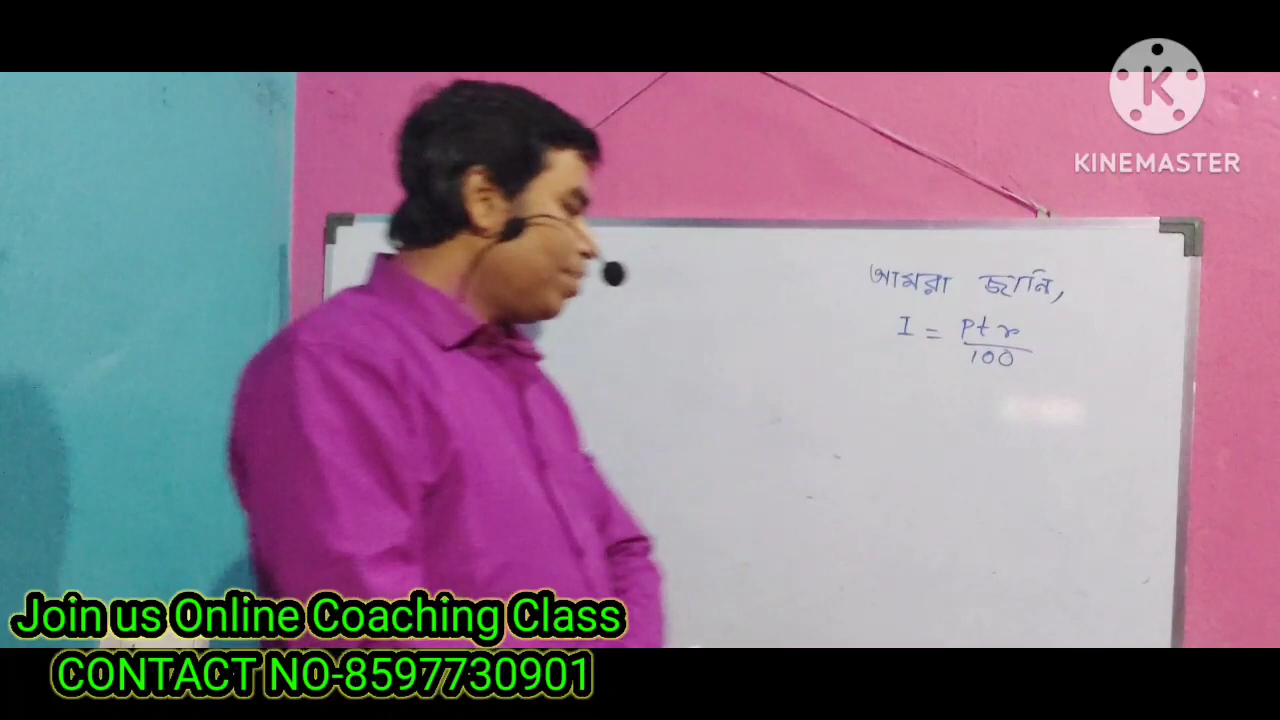 KINEMASTER
আমরা জানি,
I = ptr/100
Join us Online Coaching Class
CONTACT NO-8597730901